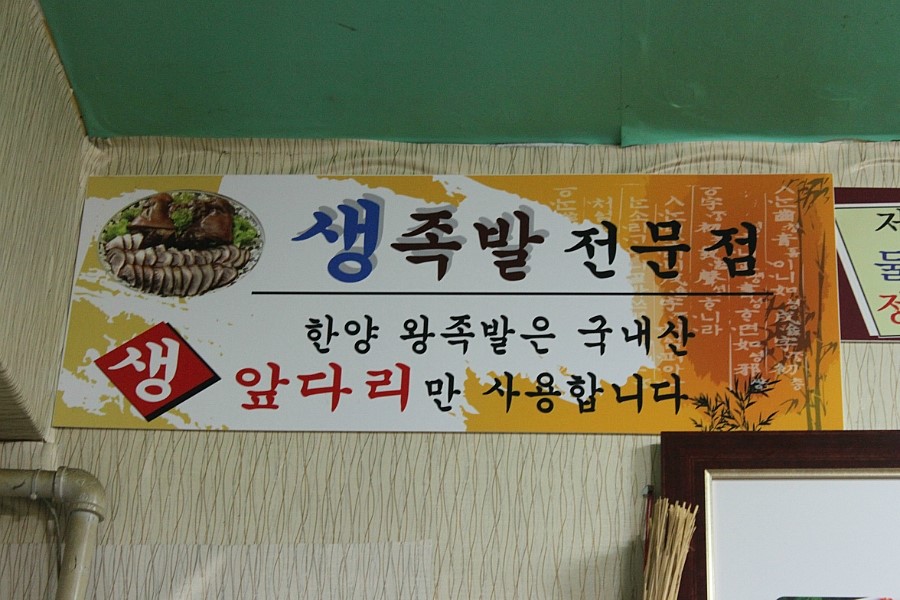 생족발 전문점
한양 왕족발은 국내산
생 앞다리만 사용합니다